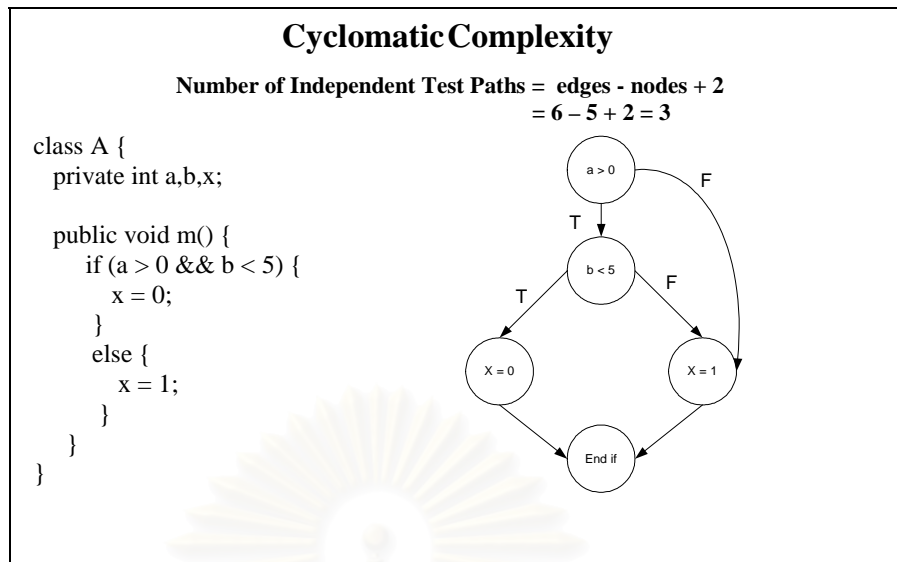 Cyclomatic Complexity
Number of Independent Test Paths = edges - nodes + 2
= 6 – 5 + 2 = 3
class A {
private int a,b,x;
public void m() {
if (a > 0 && b < 5) {
x = 0;
}
else {
x = 1;
}
}
}
a > 0
F
T
b < 5
T
F
X = 0
X = 1
End if